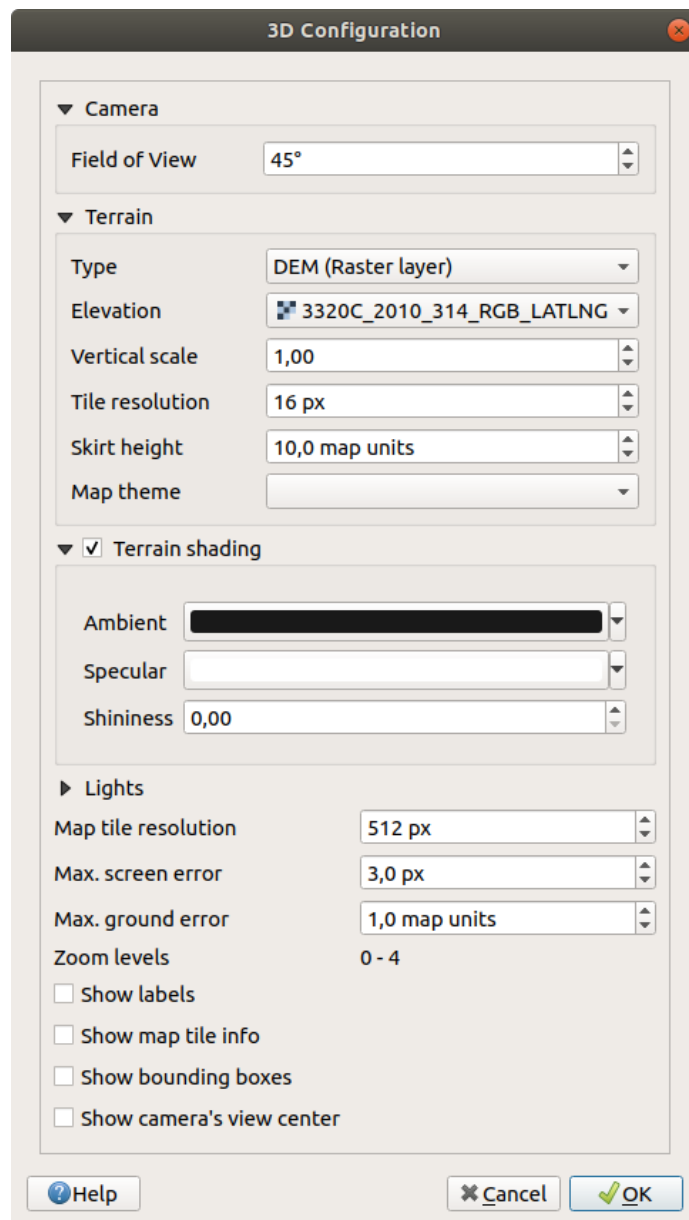 3D Configuration
Camera
Field of View 45°
Terrain
Type DEM (Raster layer)
Elevation 3320C_2010_314_RGB_LATLNG
Vertical scale 1,00
Tile resolution 16 px
Skirt height 10,0 map units
Map theme
Terrain shading
Ambient
Specular
Shininess 0,00
Lights
Map tile resolution 512 px
Max. screen error 3,0 px
Max. ground error 1,0 map units
Zoom levels 0 - 4
Show labels
Show map tile info
Show bounding boxes
Show camera's view center
Help Cancel OK